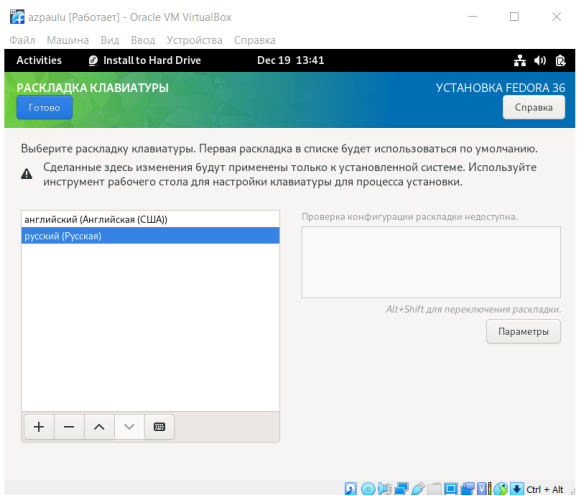 azpaulu [Работает] - Oracle VM VirtualBox
Файл Машина Вид Ввод Устройства Справка
Activities Install to Hard Drive Dec 19 13:41
РАСКЛАДКА КЛАВИАТУРЫ
УСТАНОВКА FEDORA 36
Готово
Справка
Выберите раскладку клавиатуры. Первая раскладка в списке будет использоваться по умолчанию.
Сделанные здесь изменения будут применены только к установленной системе. Используйте
инструмент рабочего стола для настройки клавиатуры для процесса установки.
английский (Английская (США))
русский (Русская)
Проверка конфигурации раскладки недоступна.
Alt+Shift для переключения раскладки.
Параметры
Ctrl + Alt